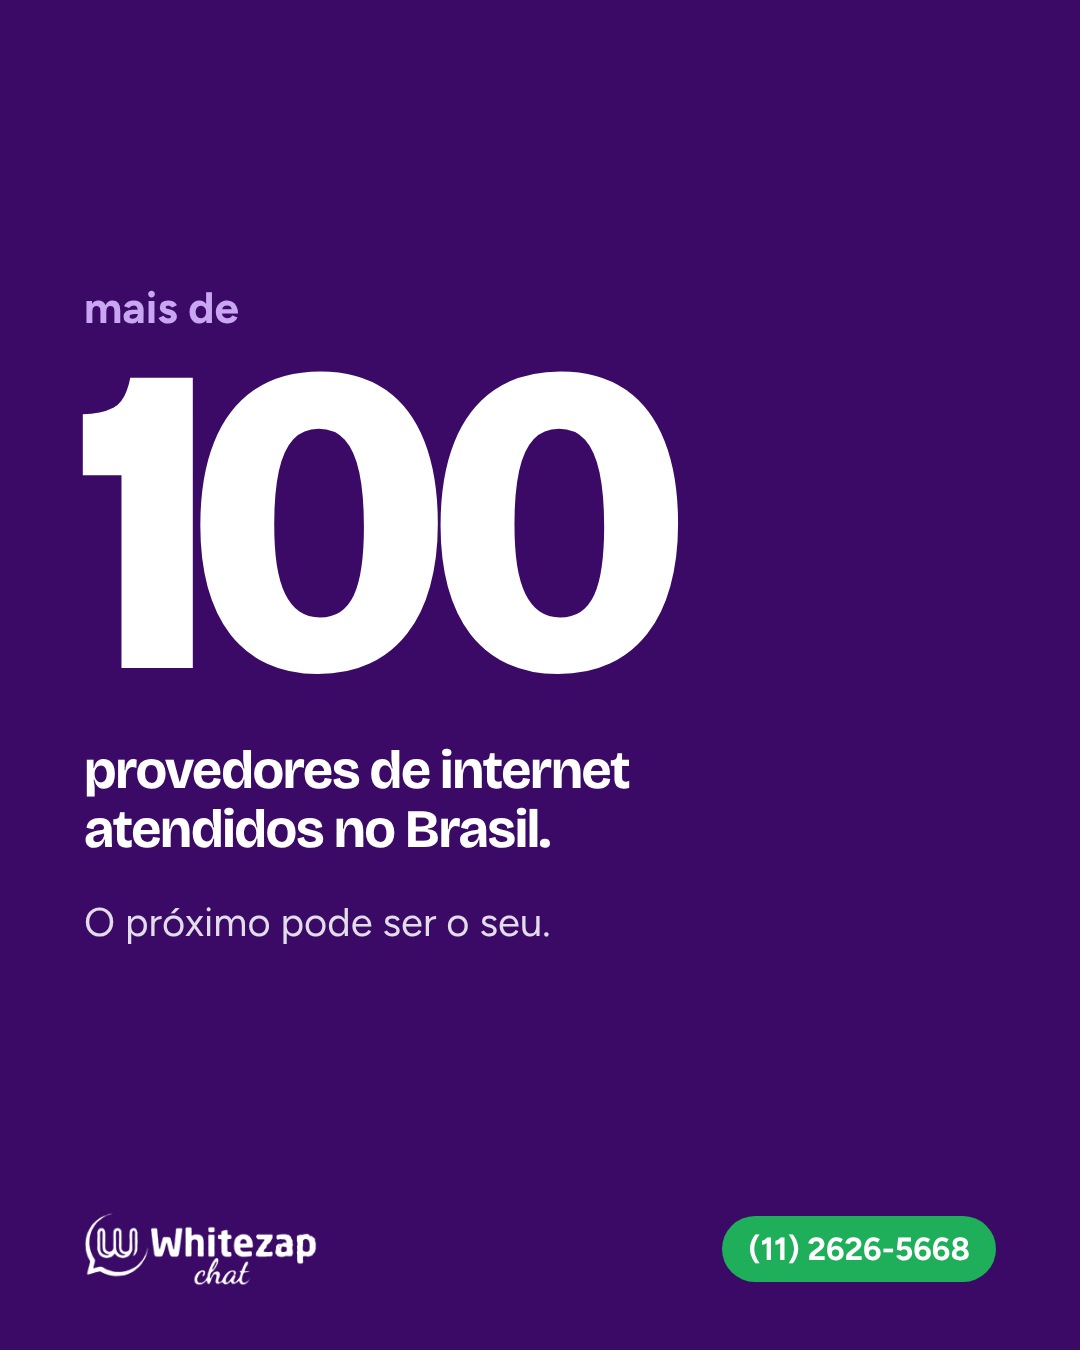 mais de
100
provedores de internet
atendidos no Brasil.
O próximo pode ser o seu.
Whitezap
chat
(11) 2626-5668